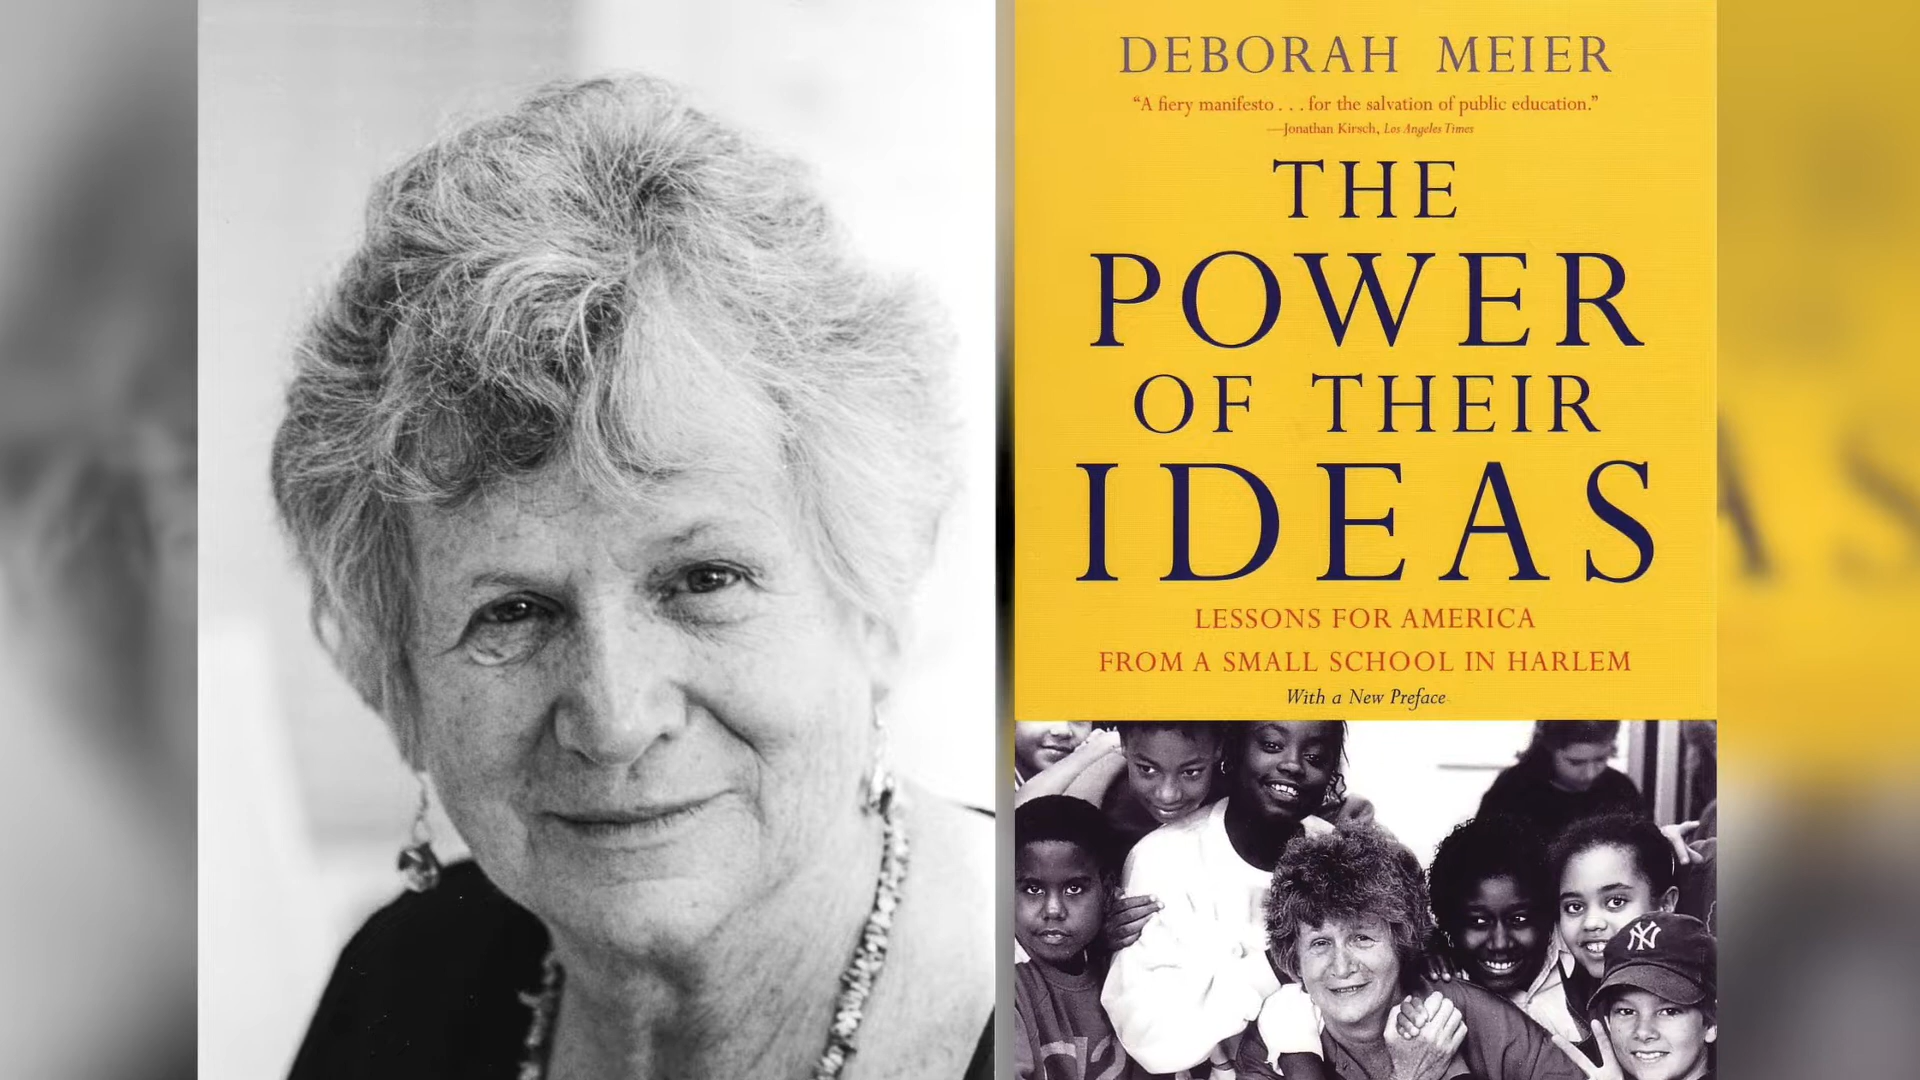 DEBORAH MEIER
“A fiery manifesto . . . for the salvation of public education.”
—Jonathan Kirsch, Los Angeles Times
THE
POWER
OF THEIR
IDEAS
LESSONS FOR AMERICA
FROM A SMALL SCHOOL IN HARLEM
With a New Preface
NY